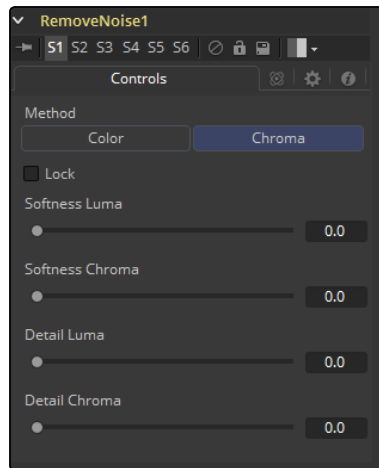 RemoveNoise1
S1 S2 S3 S4 S5 S6
Controls
Method
Color Chroma
Lock
Softness Luma
0.0
Softness Chroma
0.0
Detail Luma
0.0
Detail Chroma
0.0